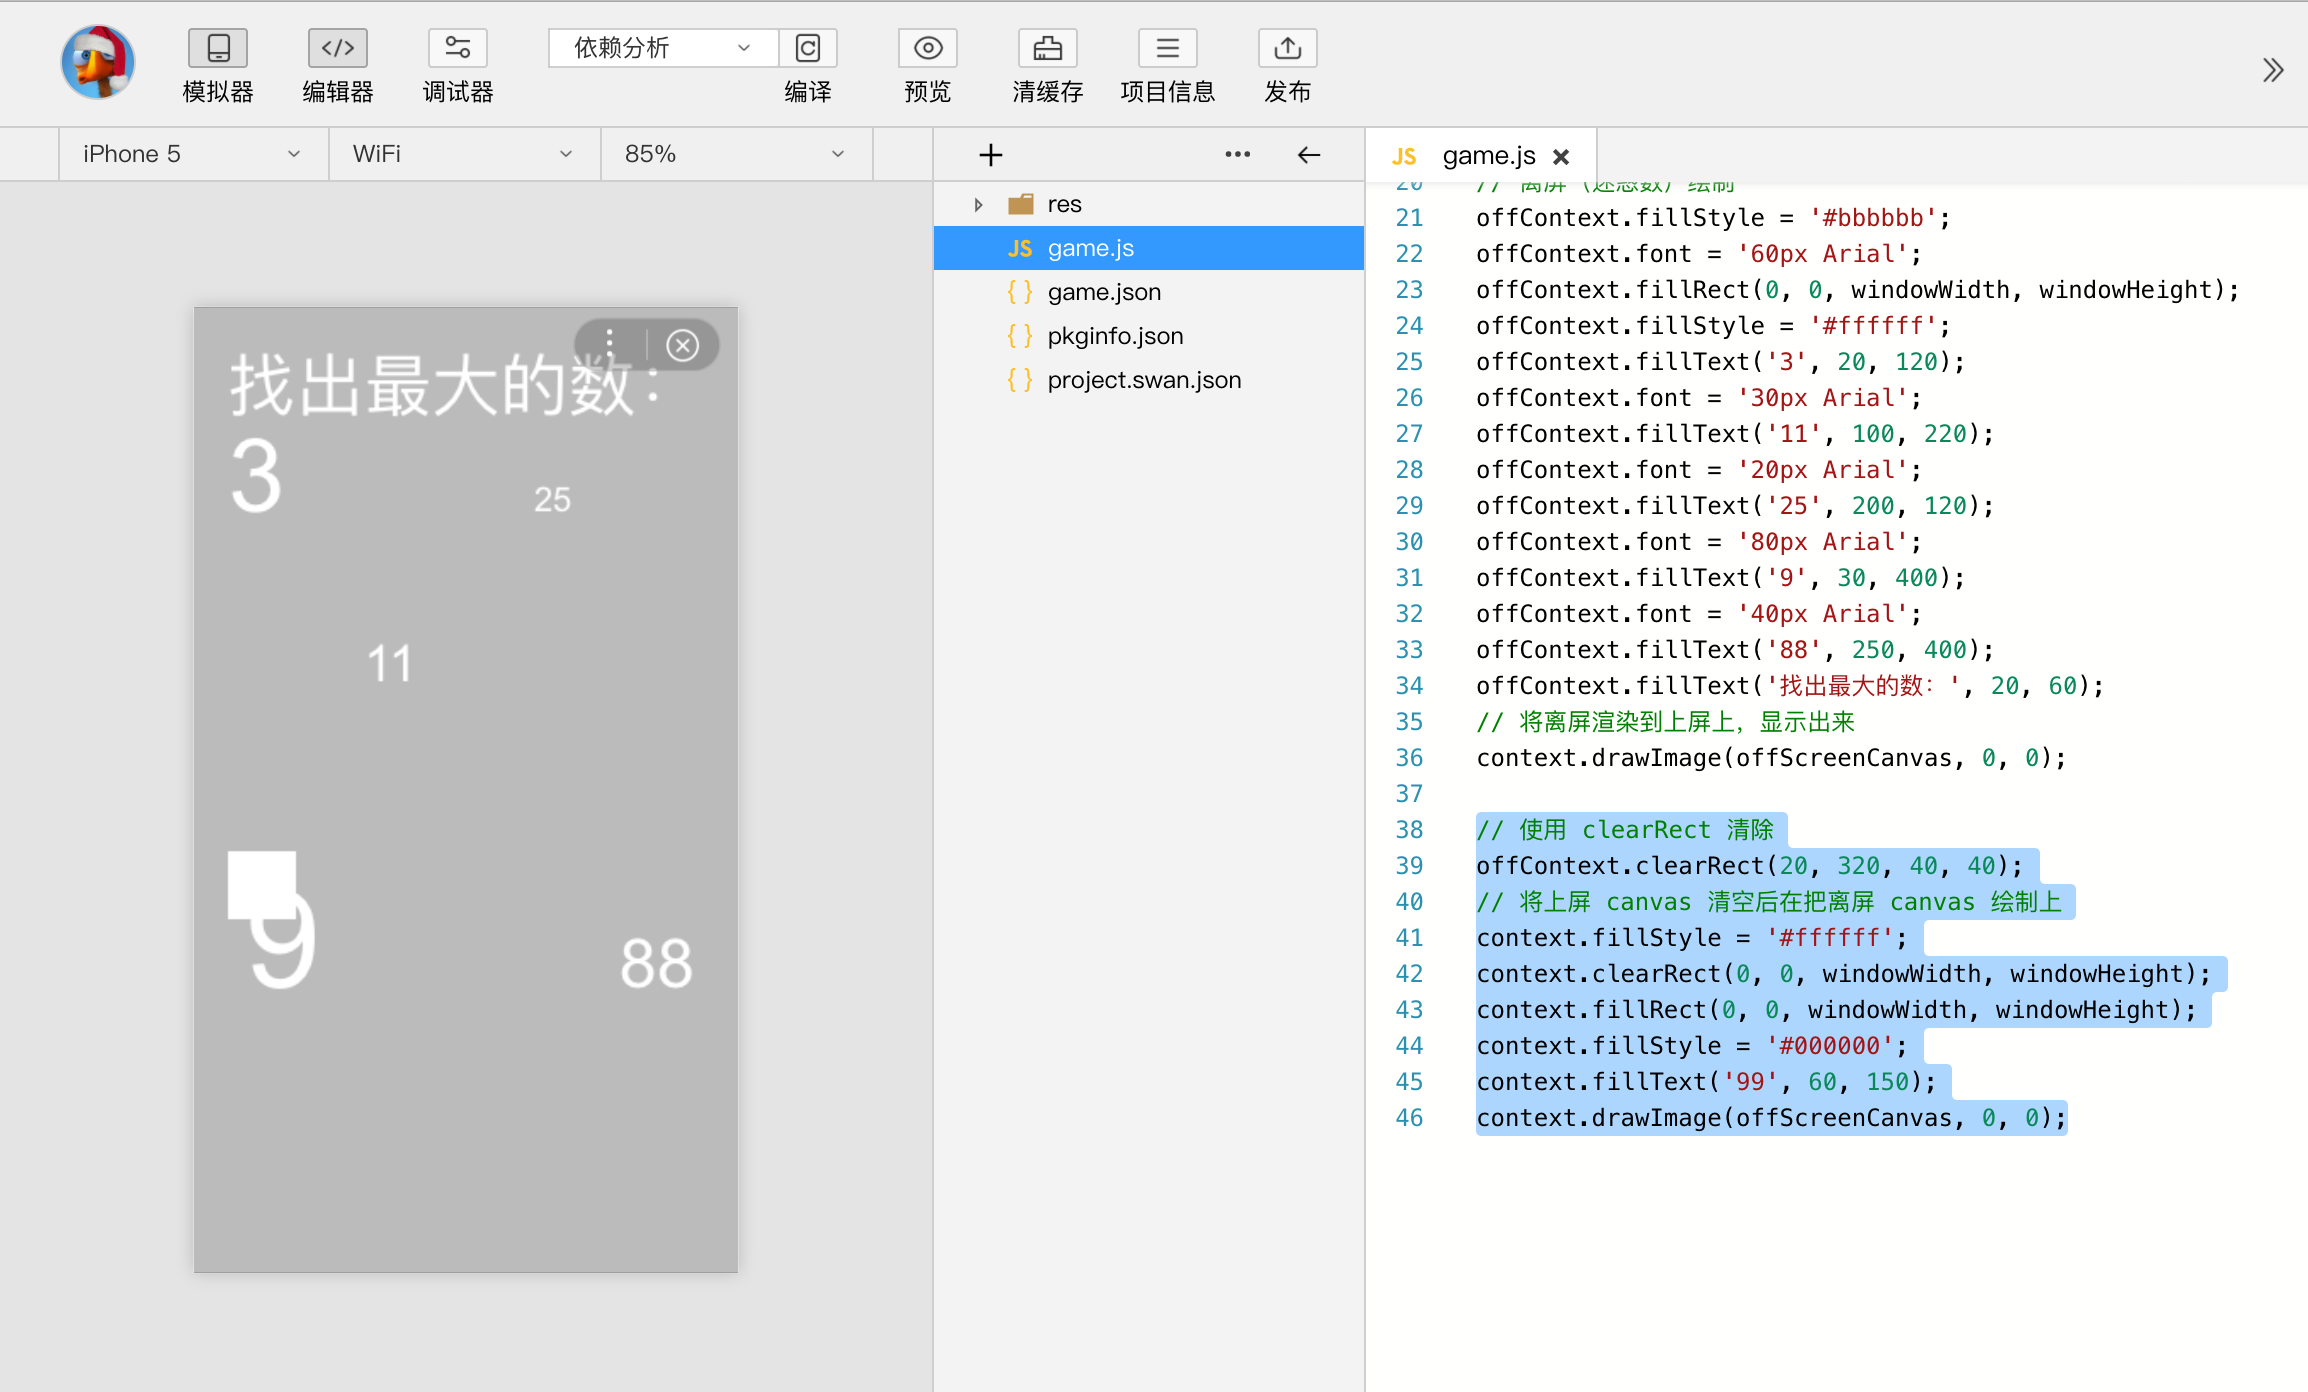 模拟器
编辑器
调试器
依赖分析
编译
预览
清缓存
项目信息
发布
iPhone 5
WiFi
85%
找出最大的数：
3
25
11
9
88
res
JS game.js
{ } game.json
{ } pkginfo.json
{ } project.swan.json
JS game.js
20 // 离屏（迷惑数）绘制
21 offContext.fillStyle = '#bbbbbb';
22 offContext.font = '60px Arial';
23 offContext.fillRect(0, 0, windowWidth, windowHeight);
24 offContext.fillStyle = '#ffffff';
25 offContext.fillText('3', 20, 120);
26 offContext.font = '30px Arial';
27 offContext.fillText('11', 100, 220);
28 offContext.font = '20px Arial';
29 offContext.fillText('25', 200, 120);
30 offContext.font = '80px Arial';
31 offContext.fillText('9', 30, 400);
32 offContext.font = '40px Arial';
33 offContext.fillText('88', 250, 400);
34 offContext.fillText('找出最大的数：', 20, 60);
35 // 将离屏渲染到上屏上，显示出来
36 context.drawImage(offScreenCanvas, 0, 0);
37
38 // 使用 clearRect 清除
39 offContext.clearRect(20, 320, 40, 40);
40 // 将上屏 canvas 清空后在把离屏 canvas 绘制上
41 context.fillStyle = '#ffffff';
42 context.clearRect(0, 0, windowWidth, windowHeight);
43 context.fillRect(0, 0, windowWidth, windowHeight);
44 context.fillStyle = '#000000';
45 context.fillText('99', 60, 150);
46 context.drawImage(offScreenCanvas, 0, 0);